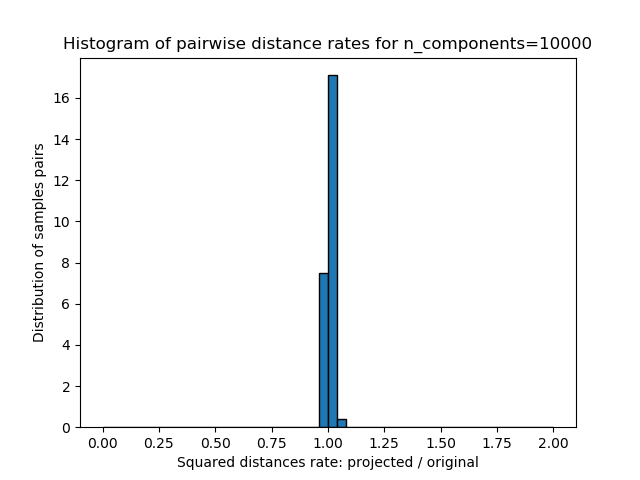 Histogram of pairwise distance rates for n_components=10000
16
14
12
10
8
6
4
2
0
Distribution of samples pairs
0.00 0.25 0.50 0.75 1.00 1.25 1.50 1.75 2.00
Squared distances rate: projected / original